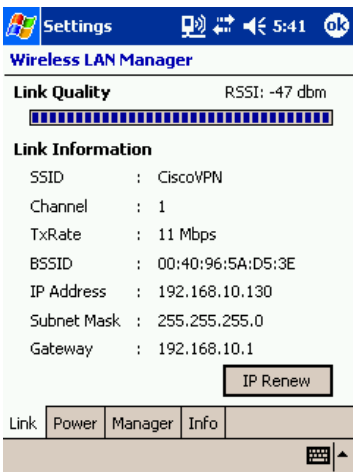 Settings 5:41 ok
Wireless LAN Manager
Link Quality RSSI: -47 dbm
Link Information
SSID : CiscoVPN
Channel : 1
TxRate : 11 Mbps
BSSID : 00:40:96:5A:D5:3E
IP Address : 192.168.10.130
Subnet Mask : 255.255.255.0
Gateway : 192.168.10.1
IP Renew
Link Power Manager Info